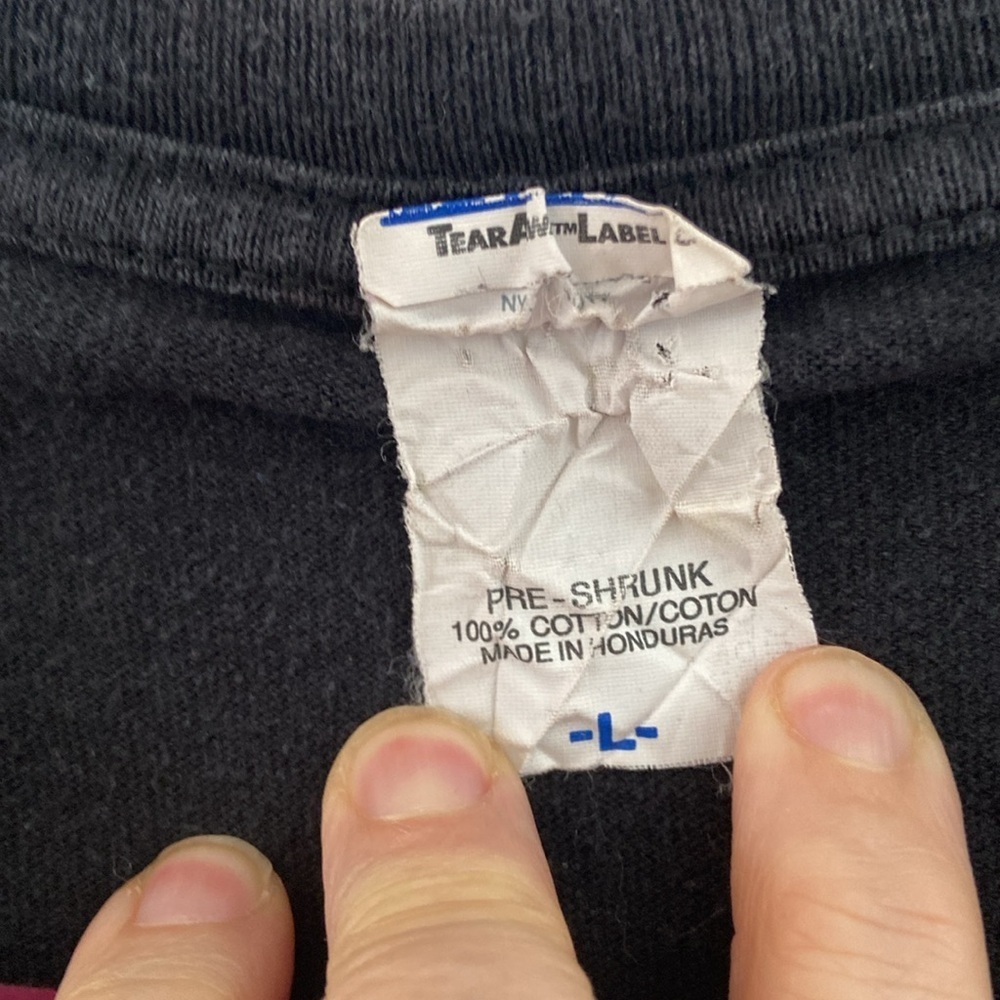 TEARAWAY™LABEL
PRE-SHRUNK
100% COTTON/COTON
MADE IN HONDURAS
-L-